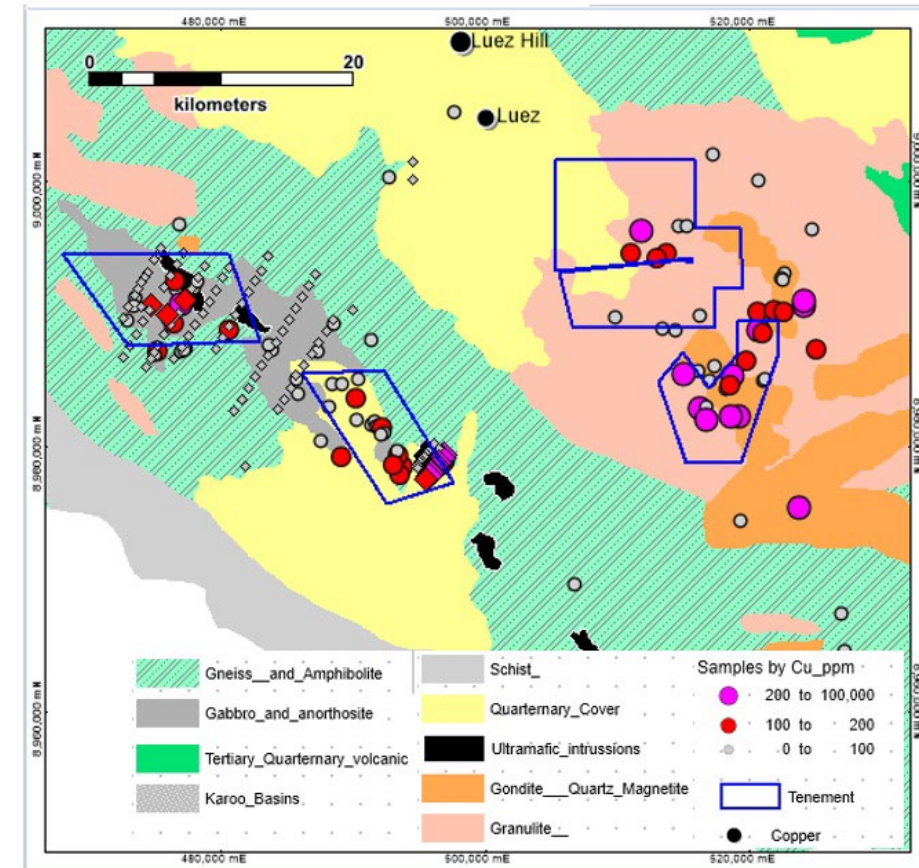 480,000 mE
500,000 mE
520,000 mE
Luez Hill
0 20
kilometers
Luez
9,000,000 mN
8,980,000 mN
8,960,000 mN
Gneiss__and_Amphibolite
Gabbro_and_anorthosite
Tertiary_Quarternary_volcanic
Karoo_Basins
Schist_
Quarternary_Cover
Ultramafic_intrussions
Gondite___Quartz_Magnetite
Granulite__
Samples by Cu_ppm
200 to 100,000
100 to 200
0 to 100
Tenement
Copper
480,000 mE
500,000 mE
520,000 mE